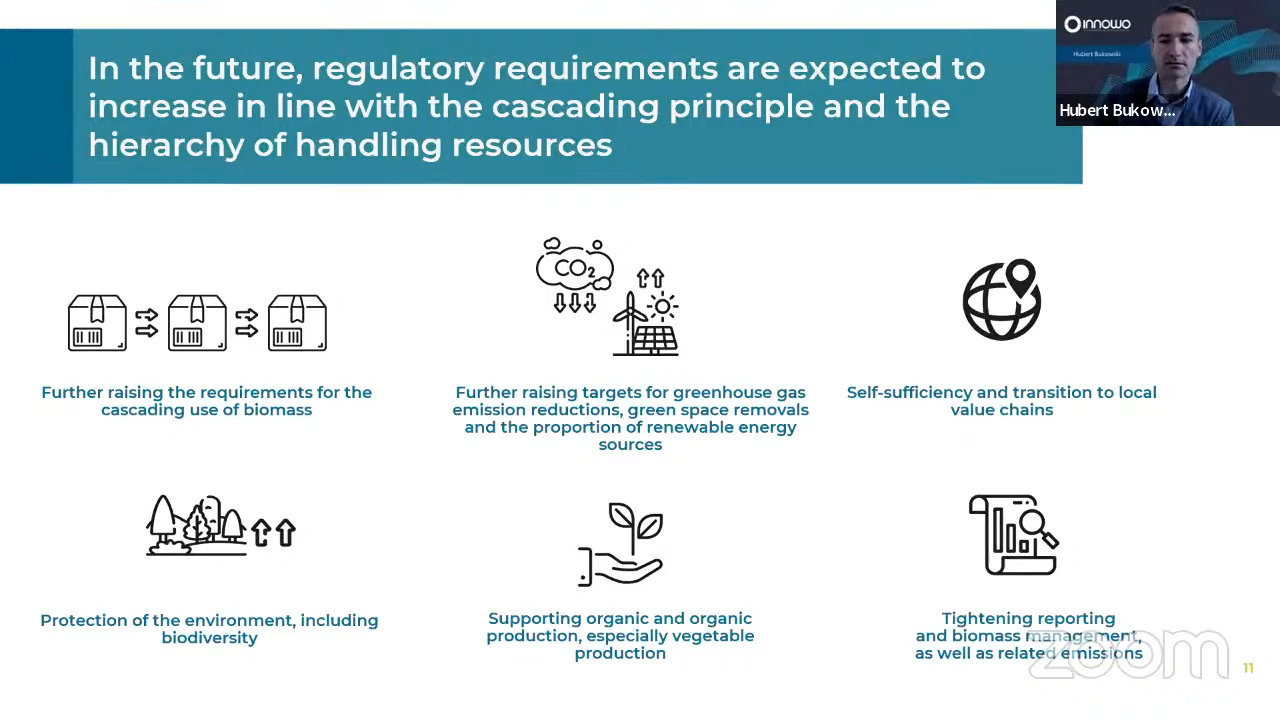 In the future, regulatory requirements are expected to
increase in line with the cascading principle and the
hierarchy of handling resources
INNOWO
Hubert Bukowski
Hubert Bukow...
CO2
Further raising the requirements for the
cascading use of biomass
Further raising targets for greenhouse gas
emission reductions, green space removals
and the proportion of renewable energy
sources
Self-sufficiency and transition to local
value chains
Protection of the environment, including
biodiversity
Supporting organic and organic
production, especially vegetable
production
Tightening reporting
and biomass management,
as well as related emissions
zoom
11